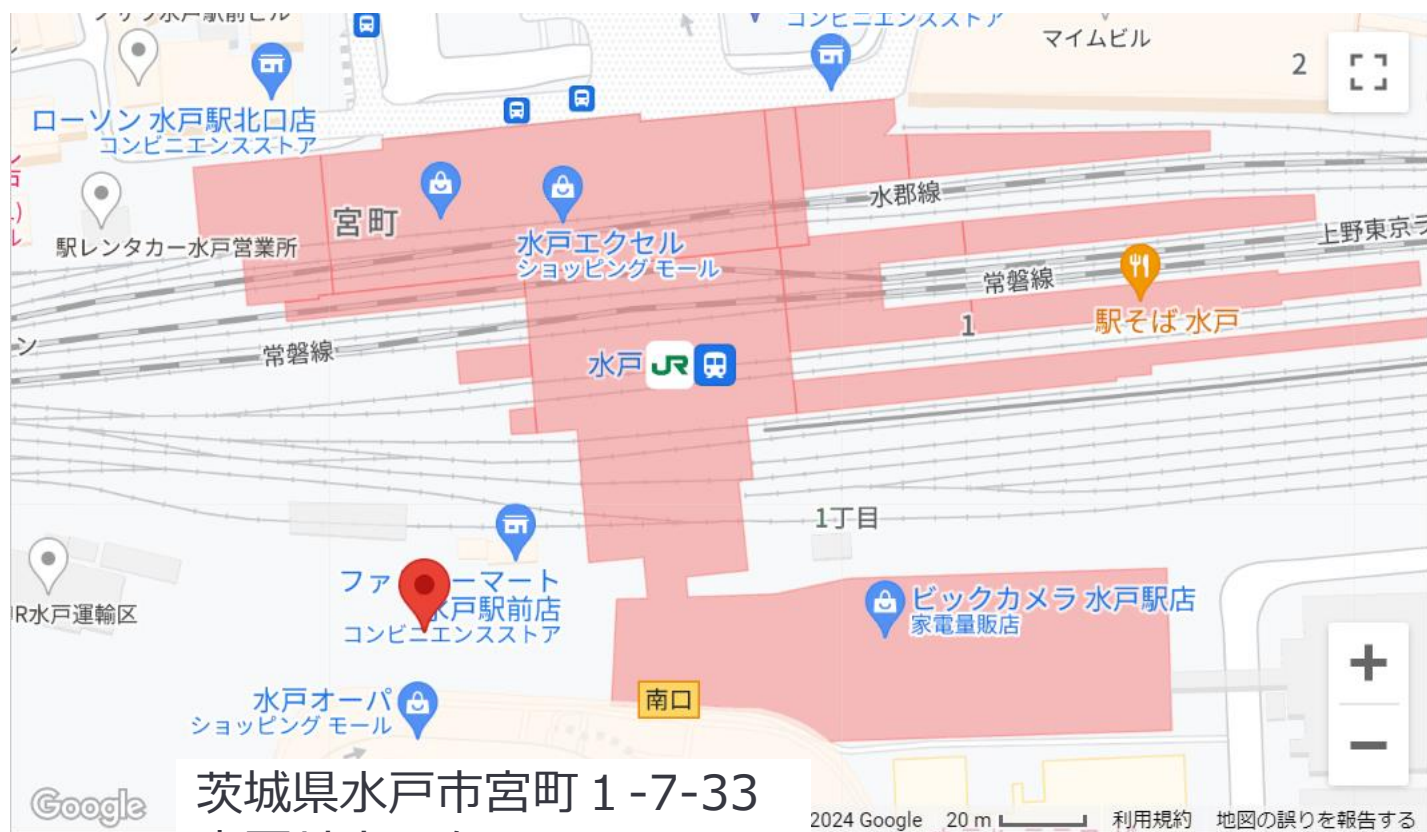 コンビニエンスストア
マイムビル
2
ローソン 水戸駅北口店
コンビニエンスストア
水郡線
宮町
駅レンタカー水戸営業所
水戸エクセル
ショッピング モール
上野東京ラ
常磐線
駅そば 水戸
1
ン
常磐線
水戸 JR
1丁目
ファ ーマート
水戸駅前店
コンビニエンスストア
ビックカメラ 水戸駅店
家電量販店
R水戸運輸区
水戸オーパ
ショッピング モール
南口
茨城県水戸市宮町１-7-33
Google
2024 Google
20 m
利用規約
地図の誤りを報告する